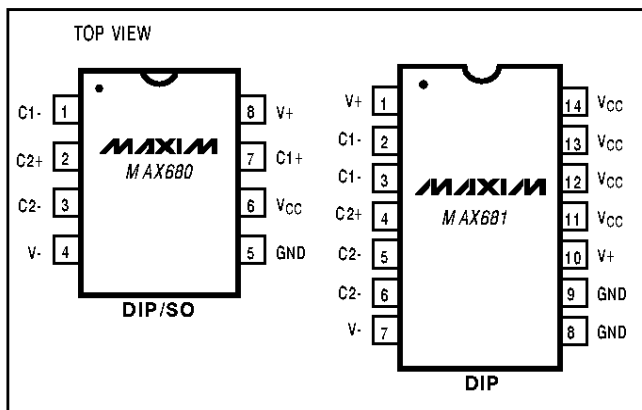 TOP VIEW
C1- 1
C2+ 2
C2- 3
V- 4
8 V+
7 C1+
6 VCC
5 GND
MAXIM
MAX680
DIP/SO
V+ 1
C1- 2
C1- 3
C2+ 4
C2- 5
C2- 6
V- 7
14 VCC
13 VCC
12 VCC
11 VCC
10 V+
9 GND
8 GND
MAXIM
MAX681
DIP